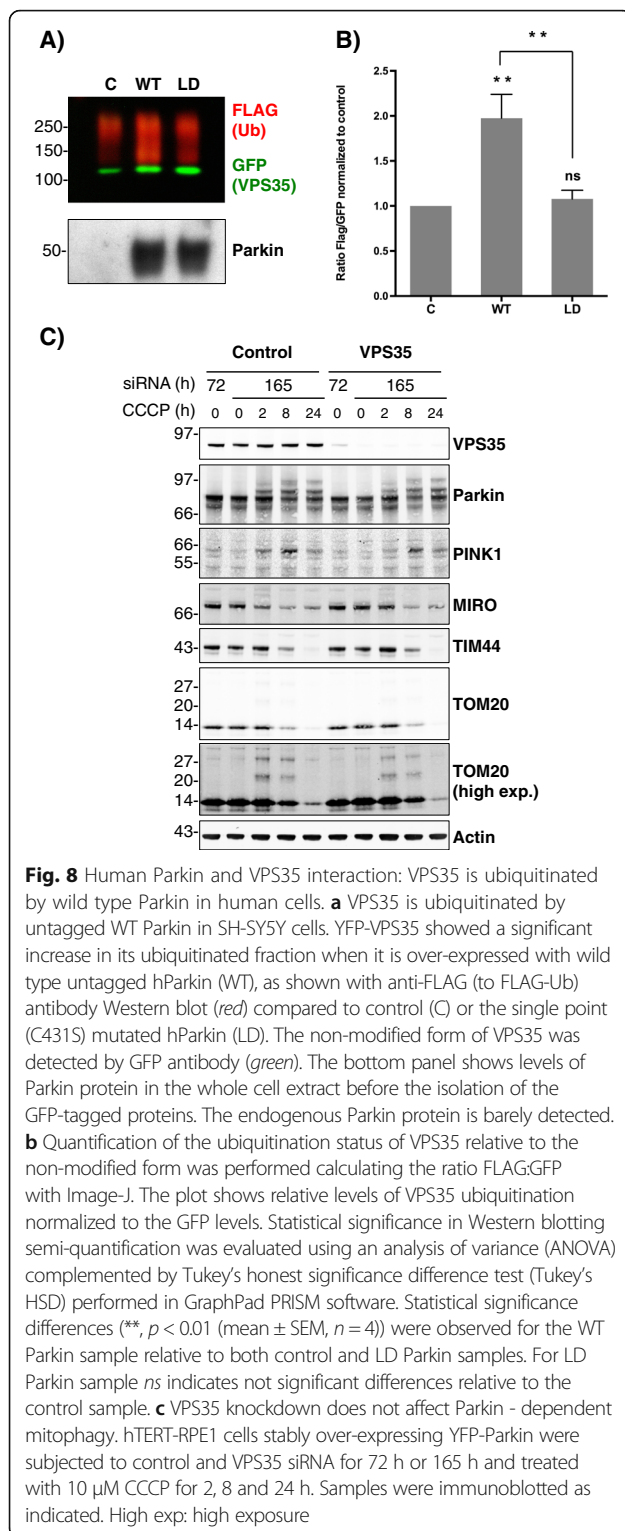 A)
C WT LD
250-
150-
100-
FLAG
(Ub)
GFP
(VPS35)
50-
Parkin
B)
Ratio Flag/GFP normalized to control
2.5
2.0
1.5
1.0
0.5
0.0
* *
* *
ns
C WT LD
C)
Control VPS35
siRNA (h) 72 165 72 165
CCCP (h) 0 0 2 8 24 0 0 2 8 24
97-
VPS35
97-
66-
Parkin
66-
55-
PINK1
66-
MIRO
43-
TIM44
27-
20-
14-
TOM20
27-
20-
14-
TOM20
(high exp.)
43-
Actin
Fig. 8 Human Parkin and VPS35 interaction: VPS35 is ubiquitinated
by wild type Parkin in human cells. a VPS35 is ubiquitinated by
untagged WT Parkin in SH-SY5Y cells. YFP-VPS35 showed a significant
increase in its ubiquitinated fraction when it is over-expressed with wild
type untagged hParkin (WT), as shown with anti-FLAG (to FLAG-Ub)
antibody Western blot (red) compared to control (C) or the single point
(C431S) mutated hParkin (LD). The non-modified form of VPS35 was
detected by GFP antibody (green). The bottom panel shows levels of
Parkin protein in the whole cell extract before the isolation of the
GFP-tagged proteins. The endogenous Parkin protein is barely detected.
b Quantification of the ubiquitination status of VPS35 relative to the
non-modified form was performed calculating the ratio FLAG:GFP
with Image-J. The plot shows relative levels of VPS35 ubiquitination
normalized to the GFP levels. Statistical significance in Western blotting
semi-quantification was evaluated using an analysis of variance (ANOVA)
complemented by Tukey's honest significance difference test (Tukey's
HSD) performed in GraphPad PRISM software. Statistical significance
differences (**, p < 0.01 (mean ± SEM, n = 4)) were observed for the WT
Parkin sample relative to both control and LD Parkin samples. For LD
Parkin sample ns indicates not significant differences relative to the
control sample. c VPS35 knockdown does not affect Parkin - dependent
mitophagy. hTERT-RPE1 cells stably over-expressing YFP-Parkin were
subjected to control and VPS35 siRNA for 72 h or 165 h and treated
with 10 μM CCCP for 2, 8 and 24 h. Samples were immunoblotted as
indicated. High exp: high exposure